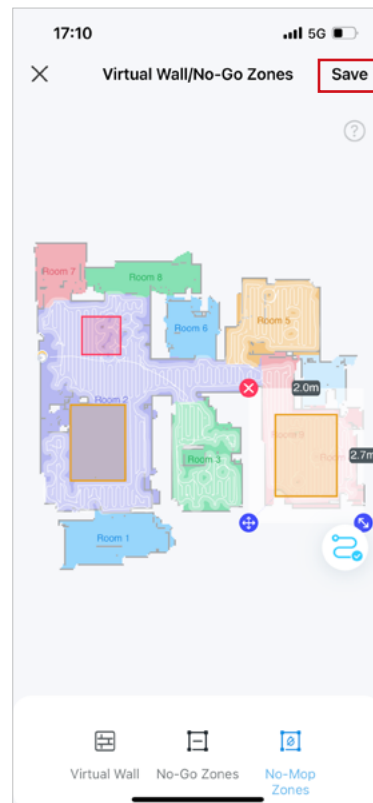 17:10
5G
Virtual Wall/No-Go Zones
Save
?
Room 7
Room 8
Room 6
Room 5
2.0m
Room 2
2.7m
Room 3
Room
Room 1
Virtual Wall
No-Go Zones
No-Mop
Zones